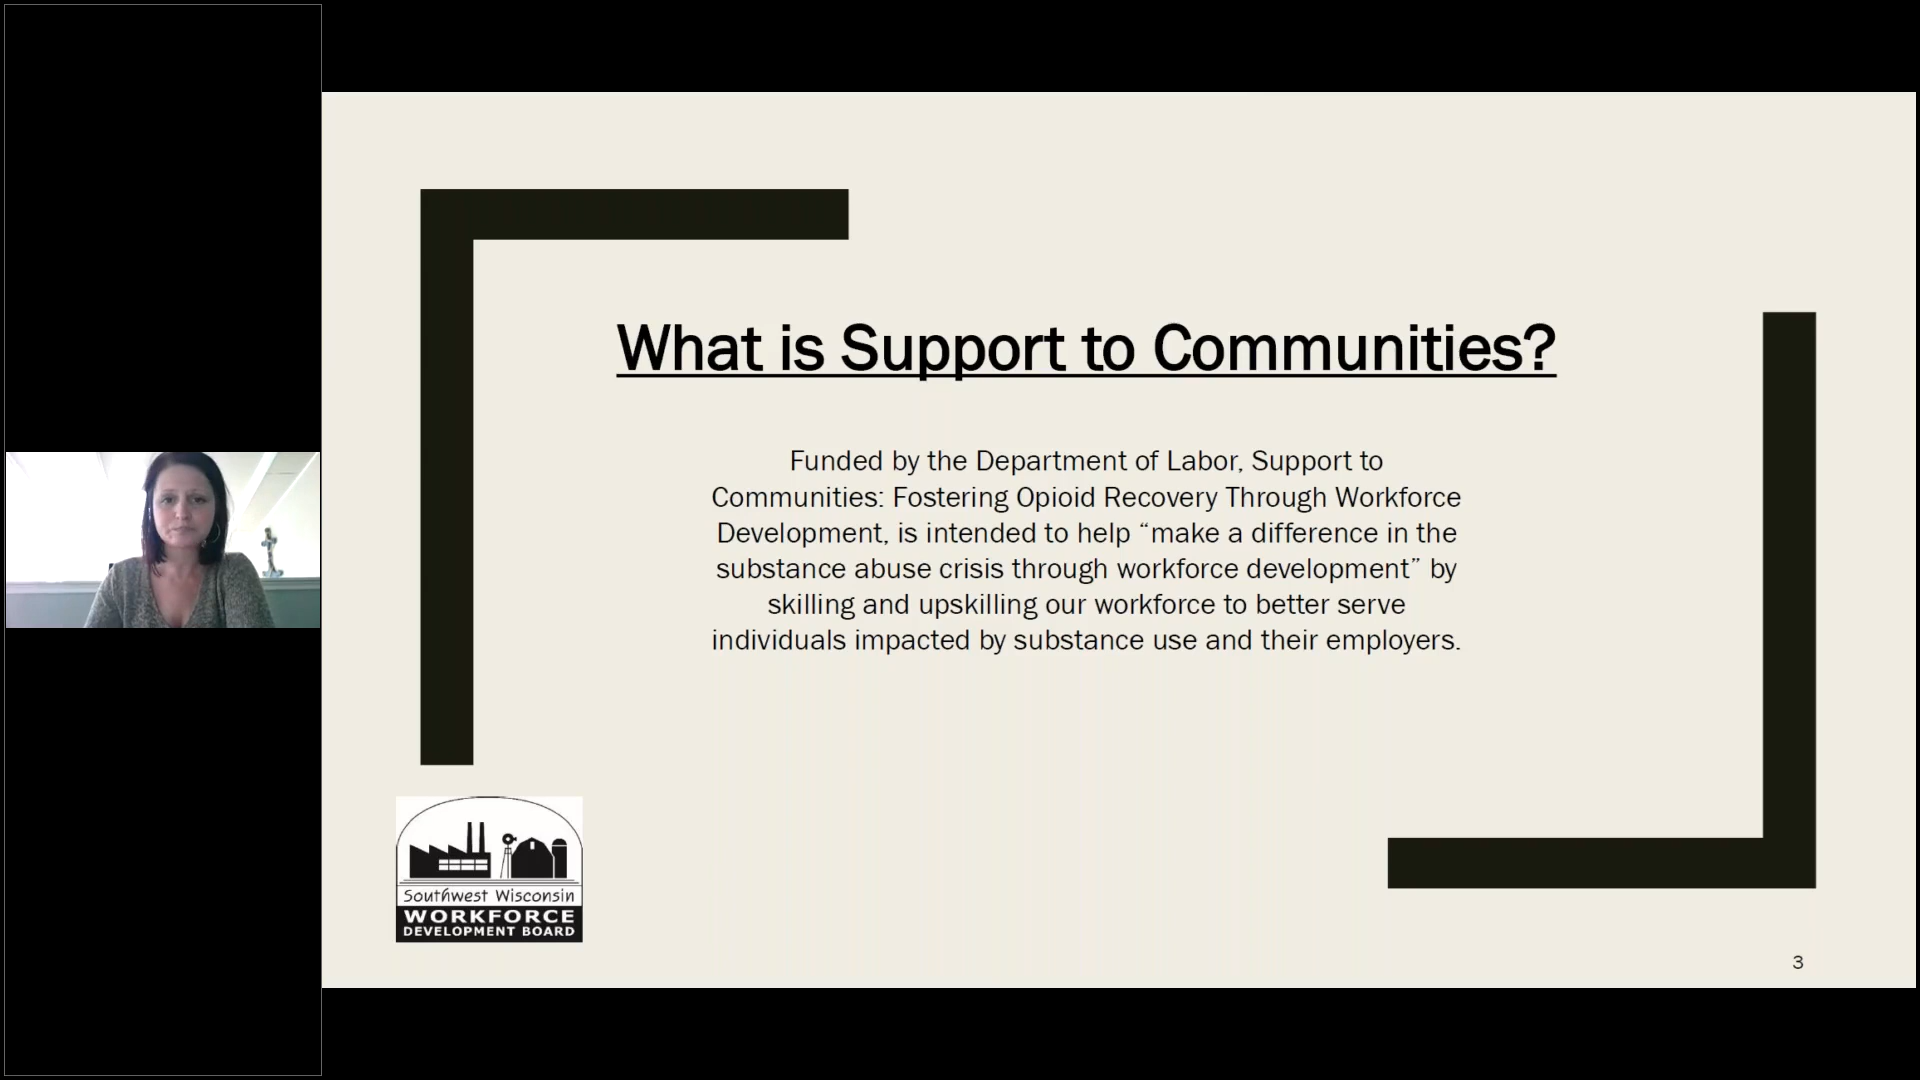 What is Support to Communities?
Funded by the Department of Labor, Support to
Communities: Fostering Opioid Recovery Through Workforce
Development, is intended to help “make a difference in the
substance abuse crisis through workforce development” by
skilling and upskilling our workforce to better serve
individuals impacted by substance use and their employers.
Southwest Wisconsin
WORKFORCE
DEVELOPMENT BOARD
3